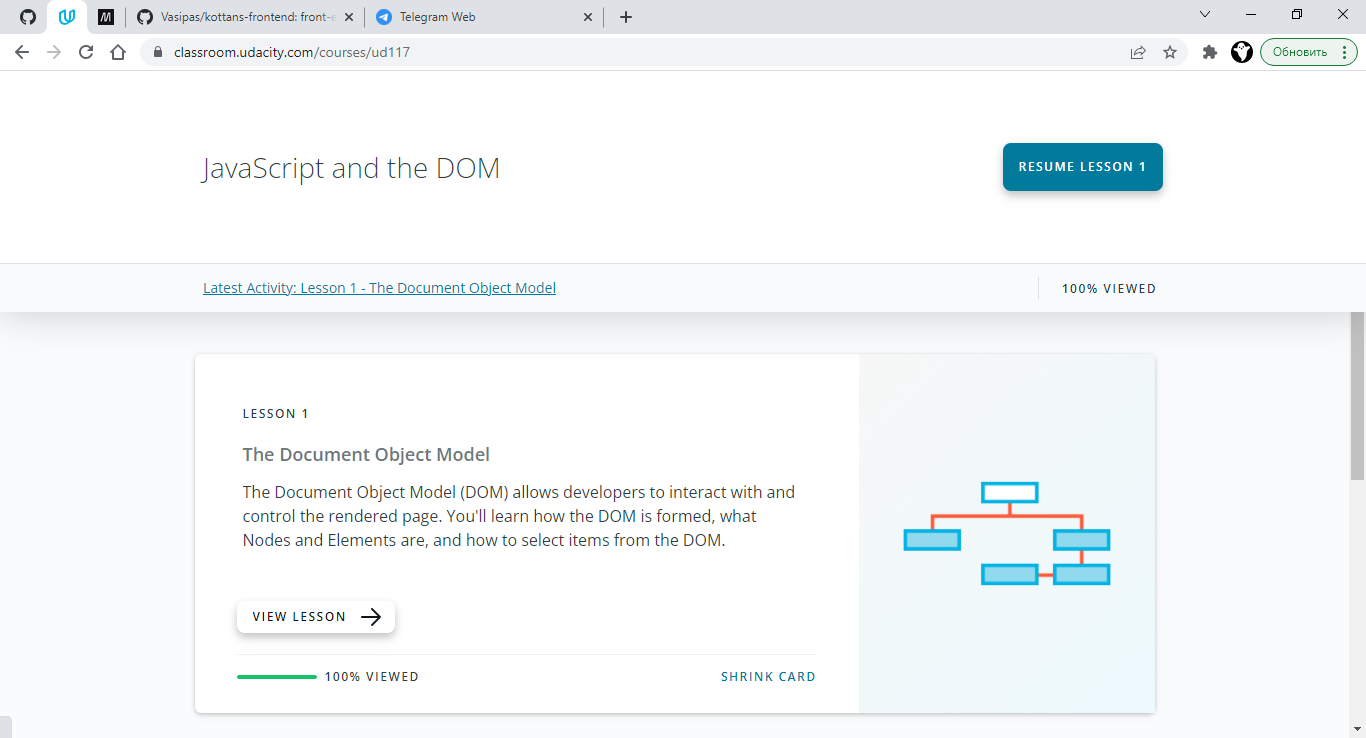 Vasipas/kottans-frontend: front-e
Telegram Web
classroom.udacity.com/courses/ud117
Обновить
JavaScript and the DOM
RESUME LESSON 1
Latest Activity: Lesson 1 - The Document Object Model
100% VIEWED
LESSON 1
The Document Object Model
The Document Object Model (DOM) allows developers to interact with and
control the rendered page. You'll learn how the DOM is formed, what
Nodes and Elements are, and how to select items from the DOM.
VIEW LESSON
100% VIEWED
SHRINK CARD